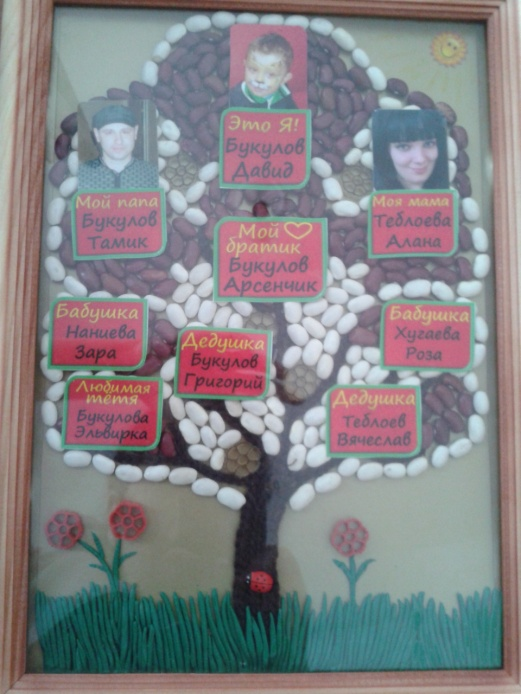 Это Я!
Букулов
Давид
Мой папа
Букулов
Тамик
Моя мама
Теблоева
Алана
Мой
братик
Букулов
Арсенчик
Бабушка
Наниева
Зара
Дедушка
Букулов
Григорий
Бабушка
Хугаева
Роза
Любимая
тётя
Букулова
Эльвирка
Дедушка
Теблоев
Вячеслав